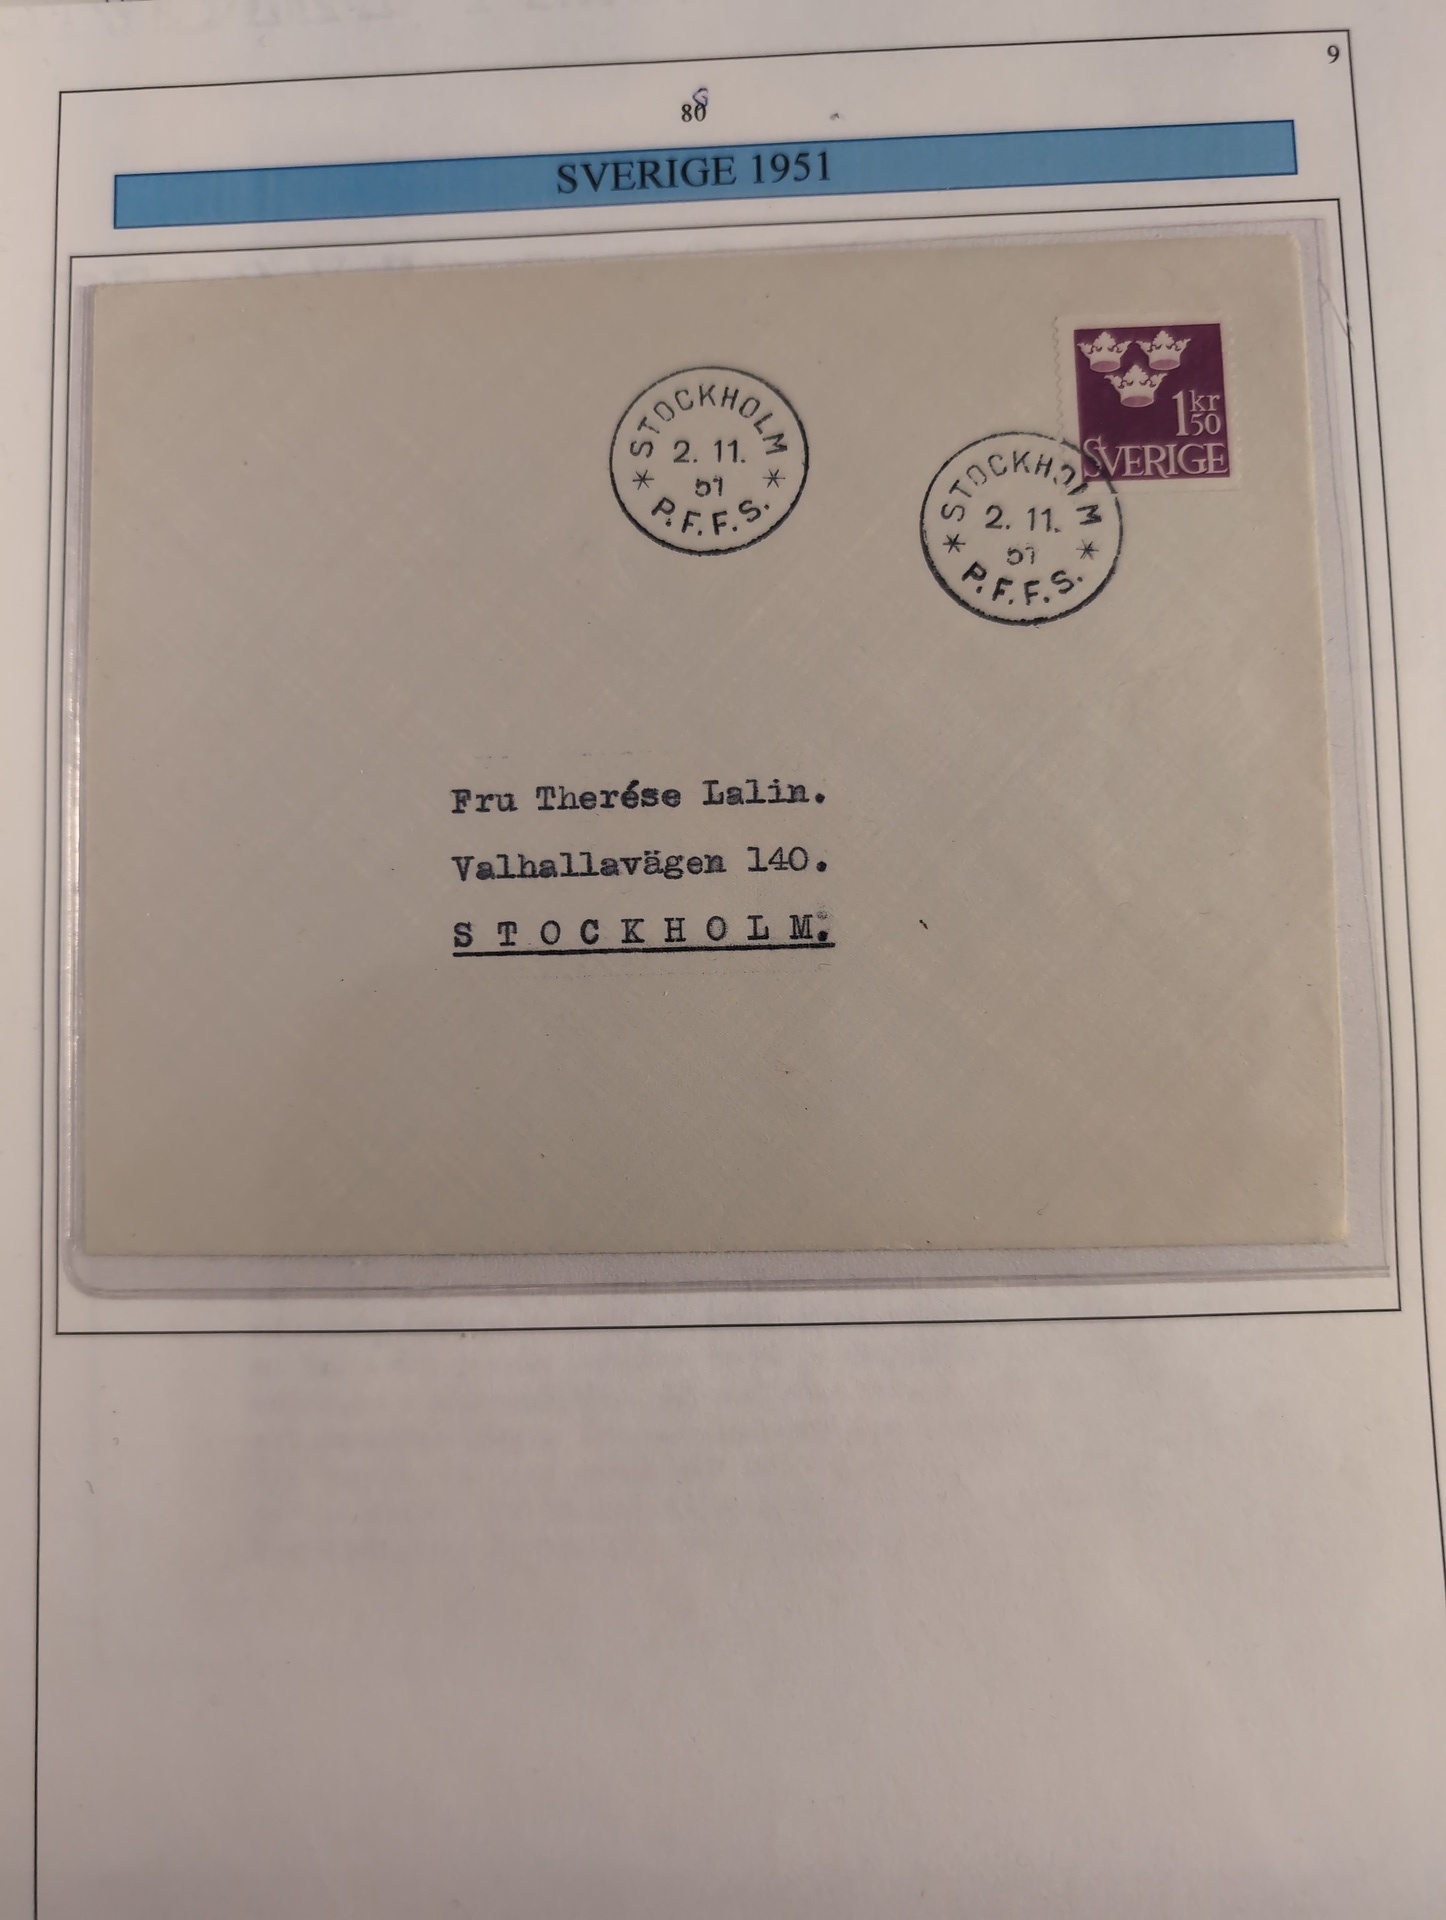 9
80
SVERIGE 1951
STOCKHOLM
2. 11.
51
* P.F.F.S. *
1 kr
50
SVERIGE
STOCKHOLM
2. 11.
51
* P.F.F.S. *
Fru Therése Lalin.
Valhallavägen 140.
STOCKHOLM.